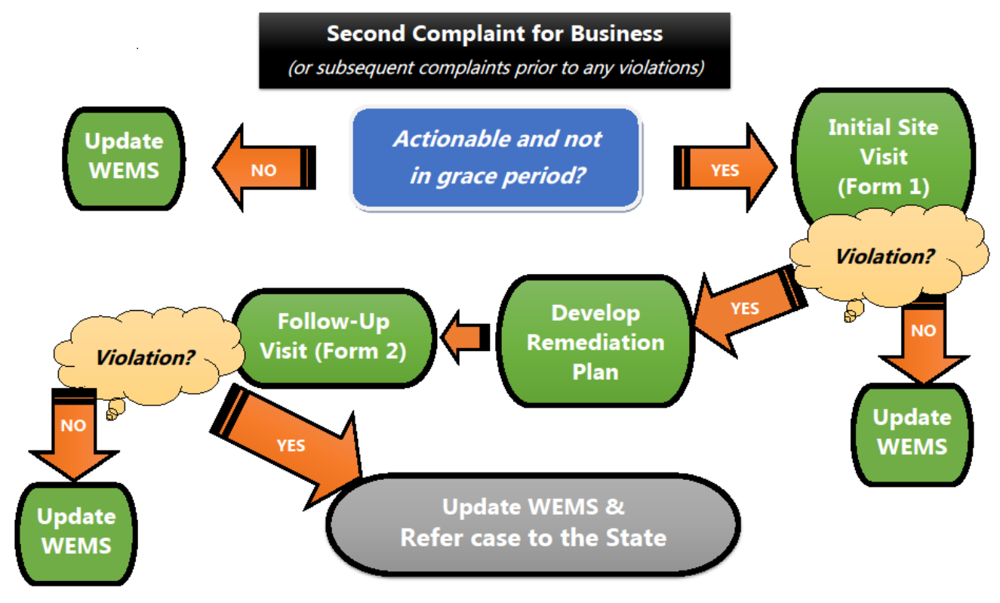 Second Complaint for Business
(or subsequent complaints prior to any violations)
Update
WEMS
NO
Actionable and not
in grace period?
YES
Initial Site
Visit
(Form 1)
Violation?
YES
NO
Update
WEMS
Develop
Remediation
Plan
Follow-Up
Visit (Form 2)
Violation?
NO
Update
WEMS
YES
Update WEMS &
Refer case to the State